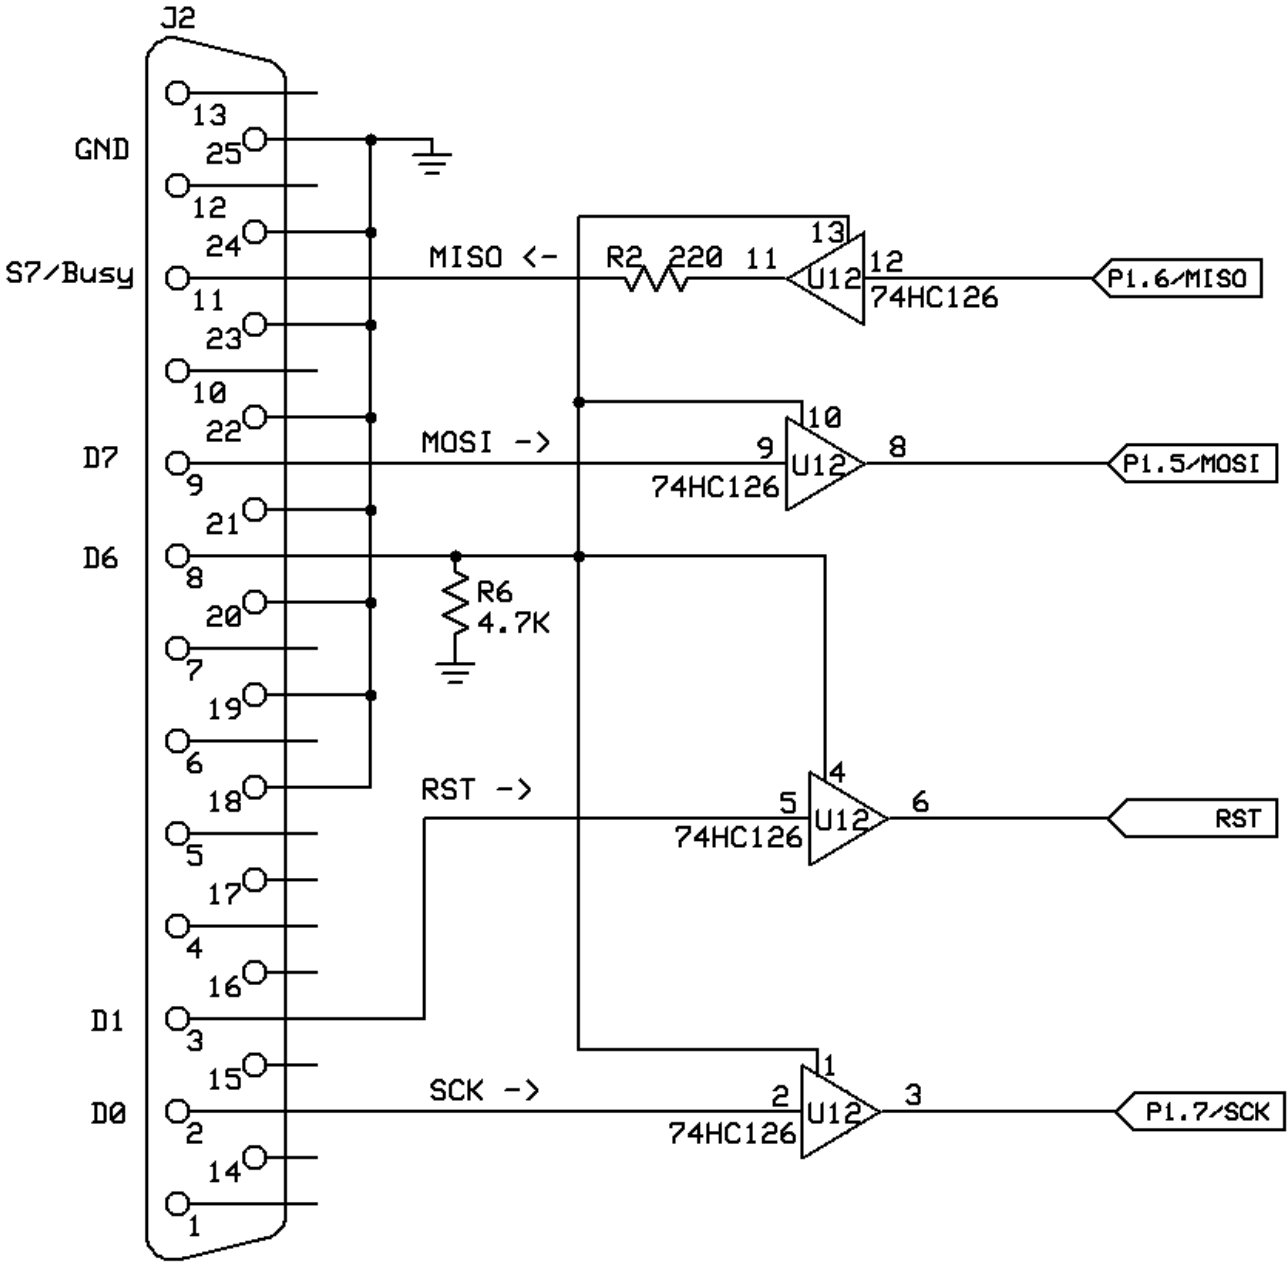 J2
13
GND
25
12
24
13
MISO <-
R2 220
11
U12
12
P1.6/MISO
S7/Busy
11
74HC126
23
10
22
10
D7
MOSI ->
9
U12
8
P1.5/MOSI
9
74HC126
21
D6
8
R6
4.7K
20
7
19
6
4
18
RST ->
5
U12
6
RST
5
74HC126
17
4
16
D1
3
15
1
SCK ->
2
U12
3
P1.7/SCK
D0
2
74HC126
14
1